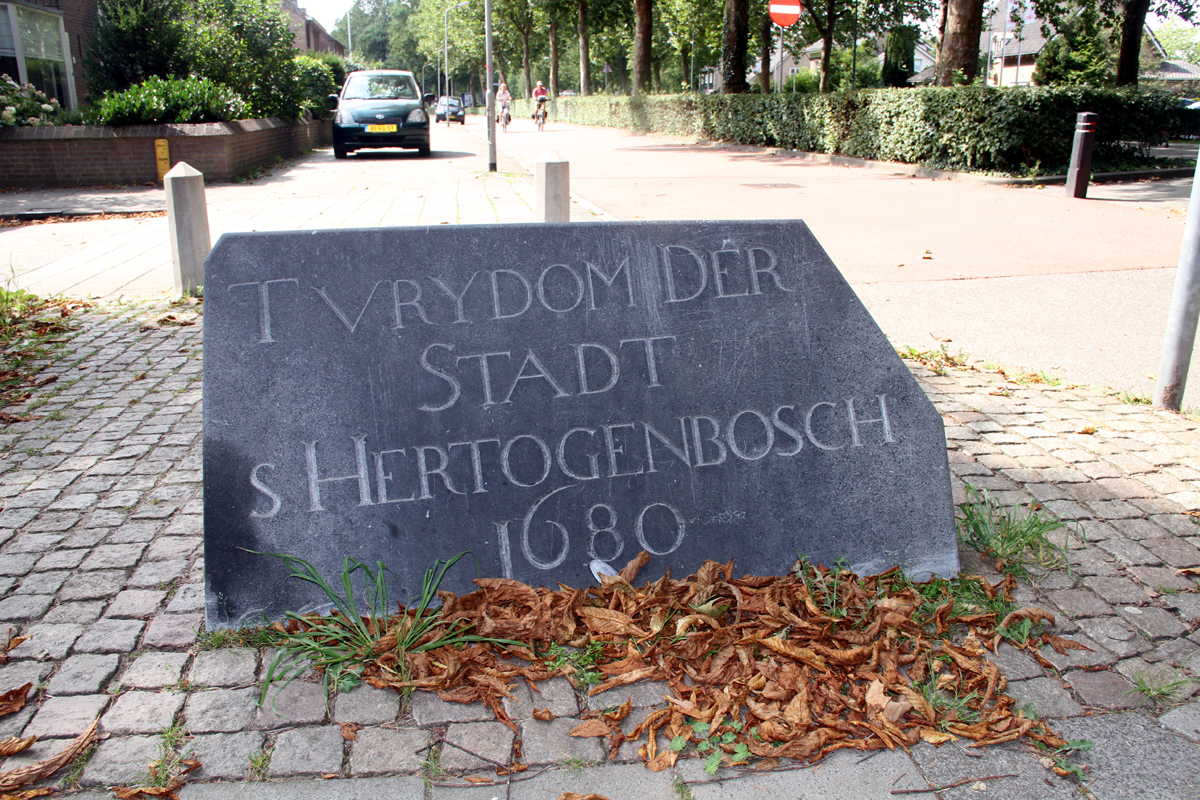 T VRYDOM DER
STADT
s HERTOGENBOSCH
1680